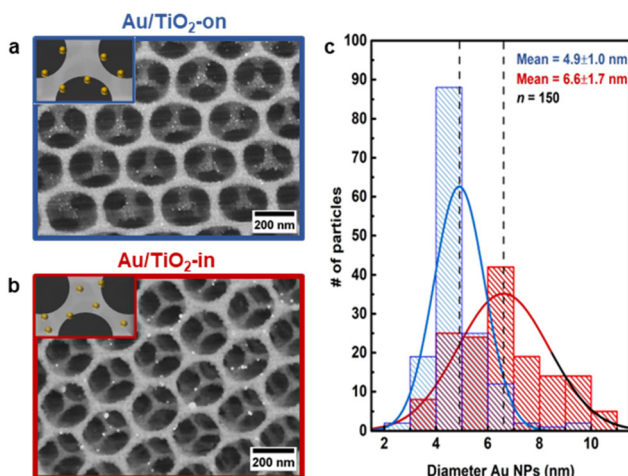 Au/TiO₂-on
a
200 nm
Au/TiO₂-in
b
200 nm
c
100
90
80
70
60
50
40
30
20
10
0
# of particles
Mean = 4.9±1.0 nm
Mean = 6.6±1.7 nm
n = 150
2 4 6 8 10
Diameter Au NPs (nm)